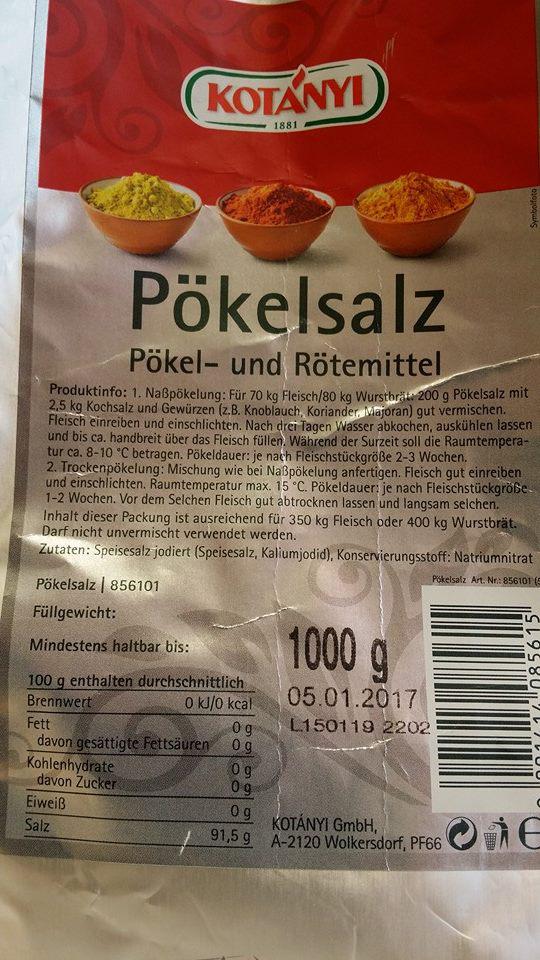 KOTÁNYI
1881
Symbolfoto
Pökelsalz
Pökel- und Rötemittel
Produktinfo: 1. Naßpökelung: Für 70 kg Fleisch/80 kg Wurstbrät: 200 g Pökelsalz mit
2,5 kg Kochsalz und Gewürzen (z.B. Knoblauch, Koriander, Majoran) gut vermischen.
Fleisch einreiben und einschlichten. Nach drei Tagen Wasser abkochen, auskühlen lassen
und bis ca. handbreit über das Fleisch füllen. Während der Surzeit soll die Raumtempera-
tur ca. 8-10 °C betragen. Pökeldauer: je nach Fleischstückgröße 2-3 Wochen.
2. Trockenpökelung: Mischung wie bei Naßpökelung anfertigen. Fleisch gut einreiben
und einschlichten. Raumtemperatur max. 15 °C. Pökeldauer: je nach Fleischstückgröße
1-2 Wochen. Vor dem Selchen Fleisch gut abtrocknen lassen und langsam selchen.
Inhalt dieser Packung ist ausreichend für 350 kg Fleisch oder 400 kg Wurstbrät.
Darf nicht unvermischt verwendet werden.
Zutaten: Speisesalz jodiert (Speisesalz, Kaliumjodid), Konservierungsstoff: Natriumnitrat
Pökelsalz | 856101
Pökelsalz Art. Nr.: 856101
Füllgewicht:
1000 g
Mindestens haltbar bis:
05.01.2017
L150119 2202
100 g enthalten durchschnittlich
Brennwert 0 kJ/0 kcal
Fett 0 g
davon gesättigte Fettsäuren 0 g
Kohlenhydrate 0 g
davon Zucker 0 g
Eiweiß 0 g
Salz 91,5 g
KOTÁNYI GmbH,
A-2120 Wolkersdorf, PF66